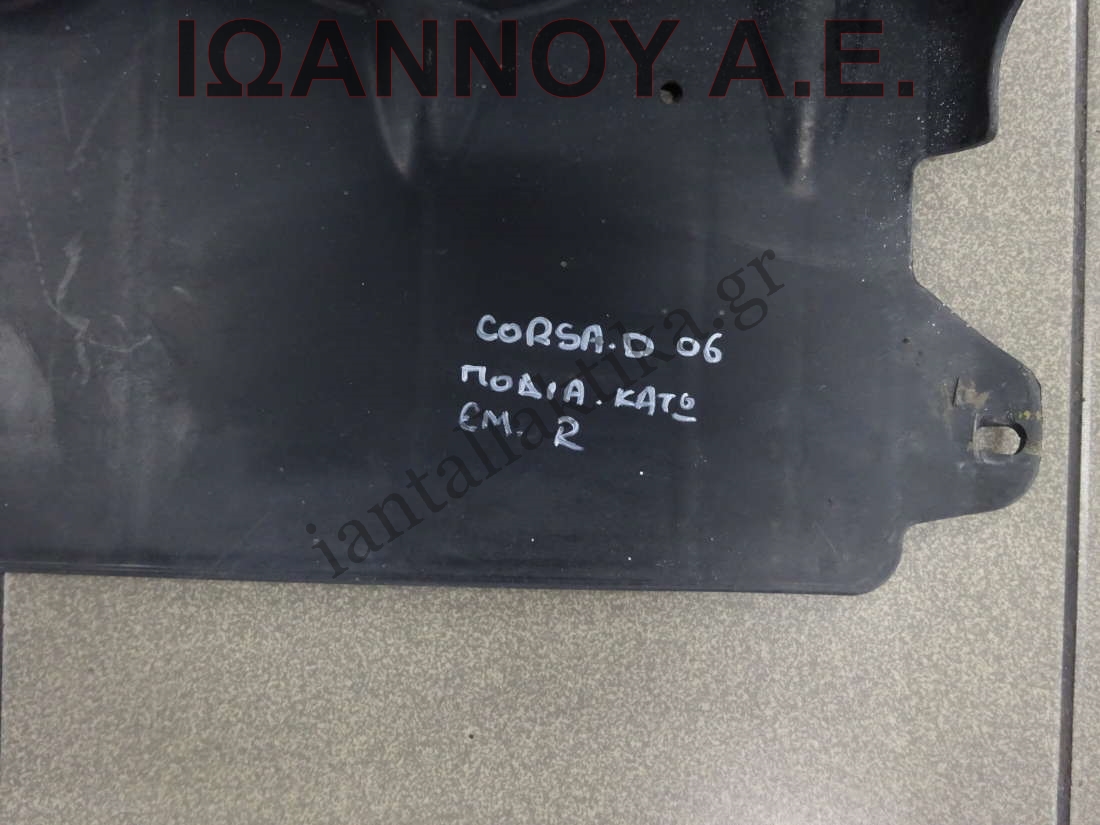 ΙΩΑΝΝΟΥ Α.Ε.
CORSA.D 06
ΠΟΔΙΑ.ΚΑΤΩ
ΕΜ. R
iantallaktika.gr